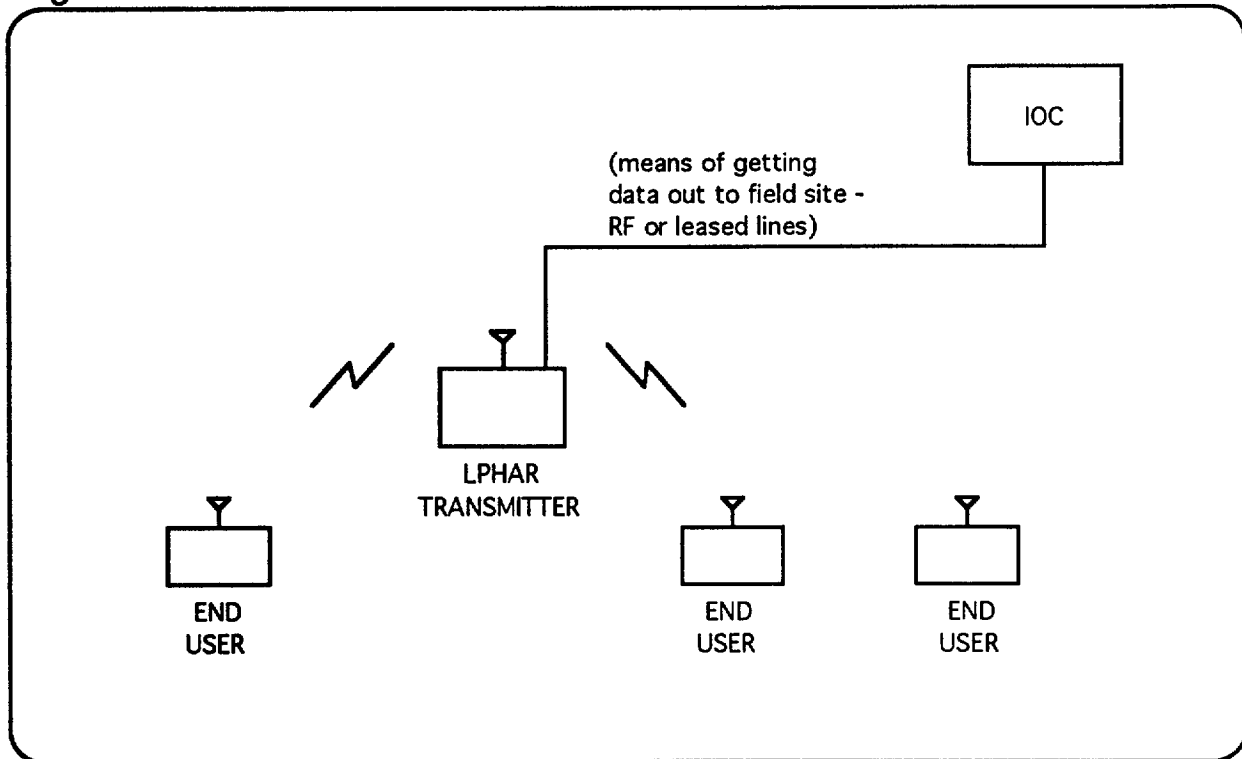 IOC
(means of getting
data out to field site -
RF or leased lines)
LPHAR
TRANSMITTER
END
USER
END
USER
END
USER